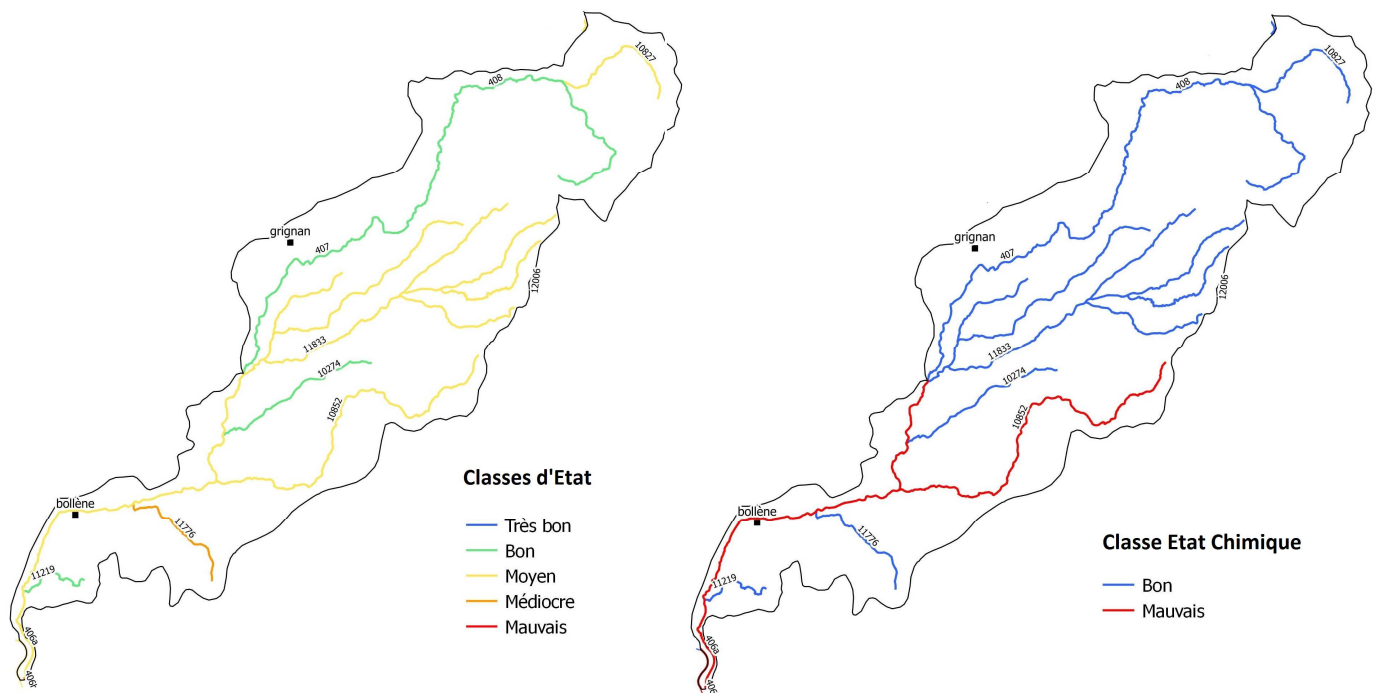 10827
408
grignan
407
12006
11833
10274
10852
Classes d'Etat
bollène
Très bon
11776
Bon
Moyen
11219
Médiocre
Mauvais
406a
10827
408
grignan
407
12006
11833
10274
10852
bollène
11776
Classe Etat Chimique
11219
Bon
Mauvais
406a